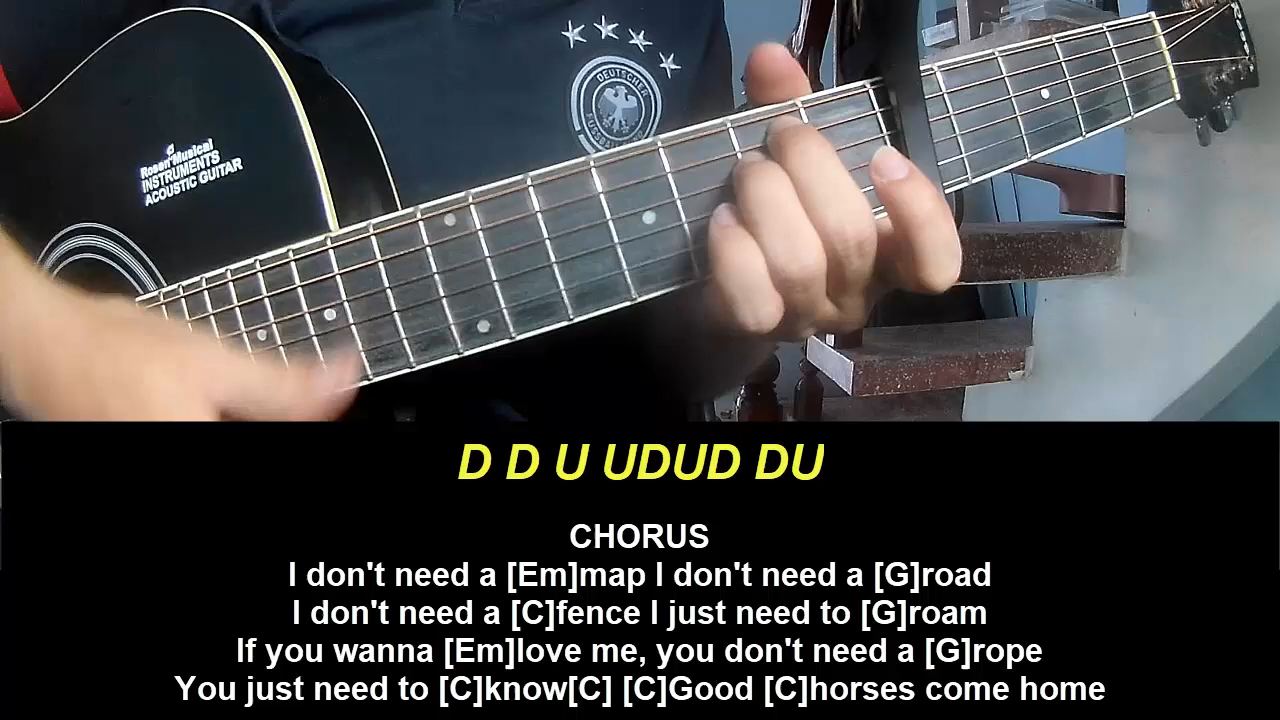 DEUTSCHER
Rosen Musical
INSTRUMENTS
ACOUSTIC GUITAR
D D U UDUD DU
CHORUS
I don't need a [Em]map I don't need a [G]road
I don't need a [C]fence I just need to [G]roam
If you wanna [Em]love me, you don't need a [G]rope
You just need to [C]know[C] [C]Good [C]horses come home